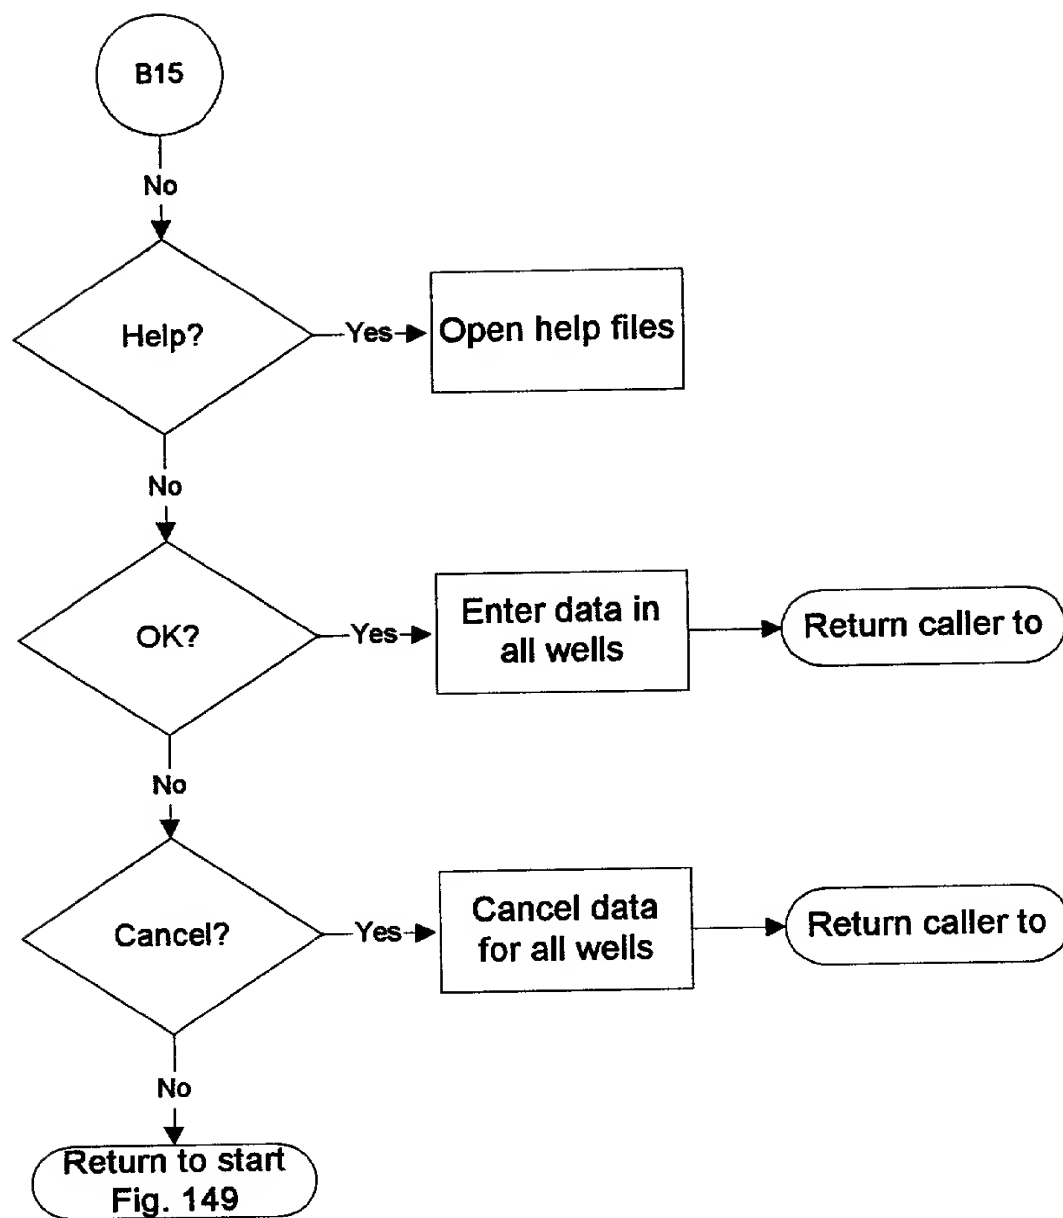 B15
No
Help?
Yes
Open help files
No
OK?
Yes
Enter data in
all wells
Return caller to
No
Cancel?
Yes
Cancel data
for all wells
Return caller to
No
Return to start
Fig. 149